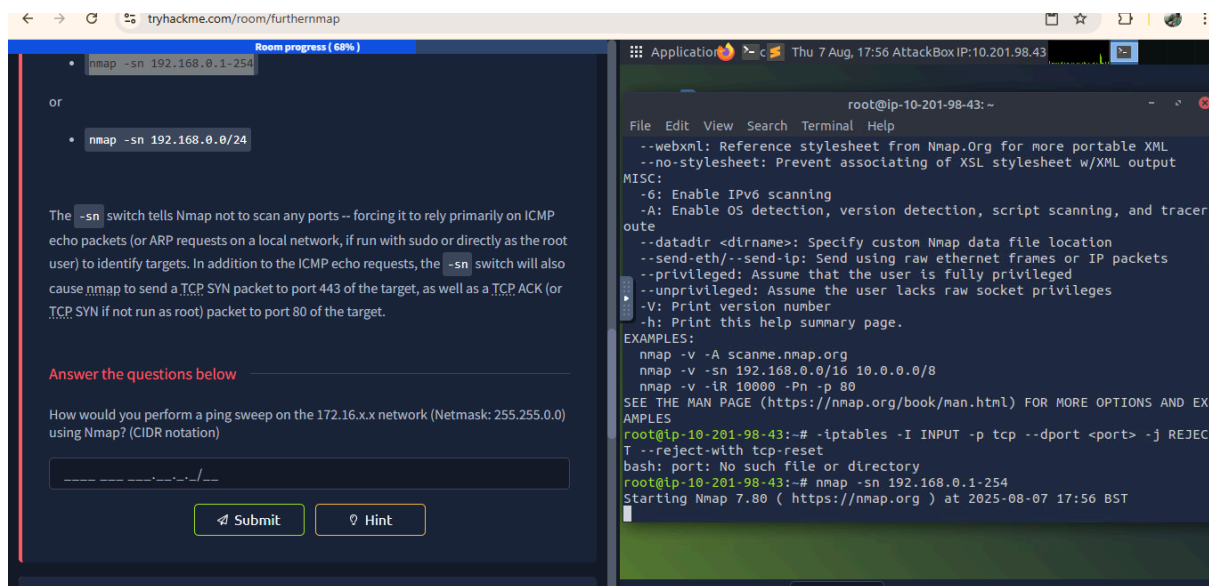 tryhackme.com/room/furthernmap
Room progress ( 68% )
nmap -sn 192.168.0.1-254
or
nmap -sn 192.168.0.0/24
The -sn switch tells Nmap not to scan any ports -- forcing it to rely primarily on ICMP
echo packets (or ARP requests on a local network, if run with sudo or directly as the root
user) to identify targets. In addition to the ICMP echo requests, the -sn switch will also
cause nmap to send a TCP SYN packet to port 443 of the target, as well as a TCP ACK (or
TCP SYN if not run as root) packet to port 80 of the target.
Answer the questions below
How would you perform a ping sweep on the 172.16.x.x network (Netmask: 255.255.0.0)
using Nmap? (CIDR notation)
____ ___ ___.__._._/__
Submit
Hint
Application Thu 7 Aug, 17:56 AttackBox IP:10.201.98.43
root@ip-10-201-98-43: ~
File Edit View Search Terminal Help
--webxml: Reference stylesheet from Nmap.Org for more portable XML
--no-stylesheet: Prevent associating of XSL stylesheet w/XML output
MISC:
-6: Enable IPv6 scanning
-A: Enable OS detection, version detection, script scanning, and tracer
oute
--datadir <dirname>: Specify custom Nmap data file location
--send-eth/--send-ip: Send using raw ethernet frames or IP packets
--privileged: Assume that the user is fully privileged
--unprivileged: Assume the user lacks raw socket privileges
-V: Print version number
-h: Print this help summary page.
EXAMPLES:
nmap -v -A scanme.nmap.org
nmap -v -sn 192.168.0.0/16 10.0.0.0/8
nmap -v -iR 10000 -Pn -p 80
SEE THE MAN PAGE (https://nmap.org/book/man.html) FOR MORE OPTIONS AND EX
AMPLES
root@ip-10-201-98-43:~# -iptables -I INPUT -p tcp --dport <port> -j REJEC
T --reject-with tcp-reset
bash: port: No such file or directory
root@ip-10-201-98-43:~# nmap -sn 192.168.0.1-254
Starting Nmap 7.80 ( https://nmap.org ) at 2025-08-07 17:56 BST